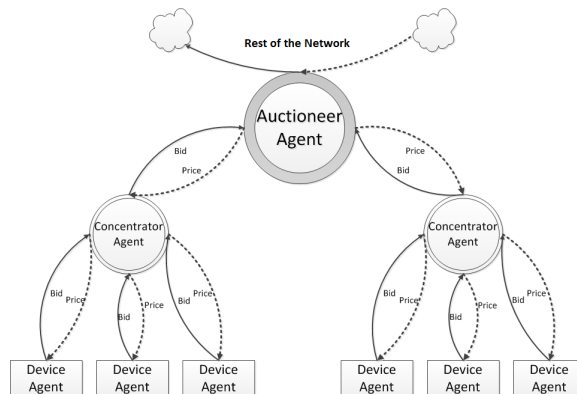 Rest of the Network
Auctioneer
Agent
Bid
Price
Price
Bid
Concentrator
Agent
Concentrator
Agent
Bid
Price
Bid
Price
Bid
Price
Bid
Price
Bid
Price
Bid
Price
Device
Agent
Device
Agent
Device
Agent
Device
Agent
Device
Agent
Device
Agent